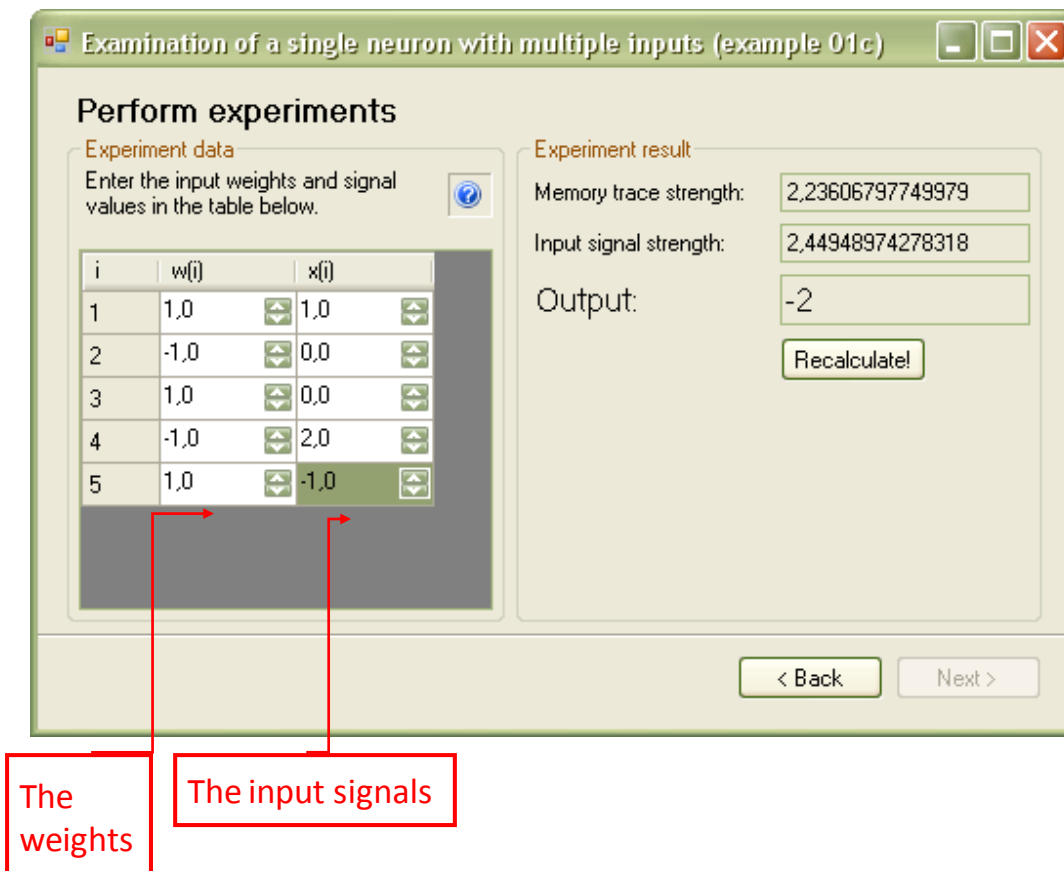 Examination of a single neuron with multiple inputs (example 01c)
Perform experiments
Experiment data
Enter the input weights and signal
values in the table below.
i w(i) x(i)
1 1,0 1,0
2 -1,0 0,0
3 1,0 0,0
4 -1,0 2,0
5 1,0 -1,0
Experiment result
Memory trace strength: 2,23606797749979
Input signal strength: 2,44948974278318
Output: -2
Recalculate!
< Back Next >
The
weights
The input signals